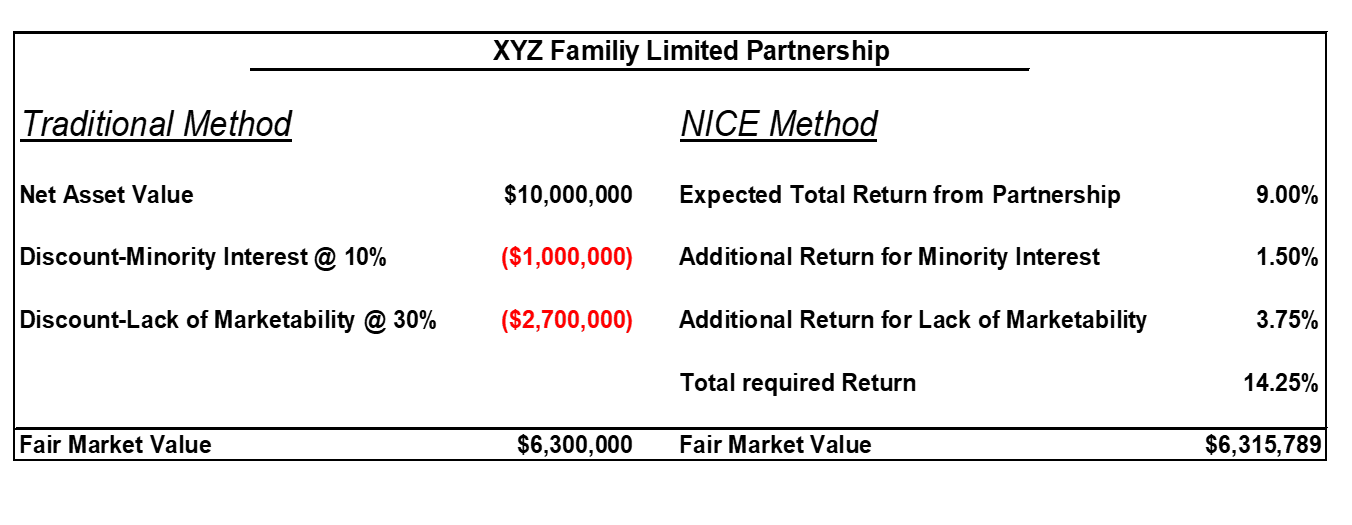 XYZ Familiy Limited Partnership
Traditional Method NICE Method
Net Asset Value $10,000,000 Expected Total Return from Partnership 9.00%
Discount-Minority Interest @ 10% ($1,000,000) Additional Return for Minority Interest 1.50%
Discount-Lack of Marketability @ 30% ($2,700,000) Additional Return for Lack of Marketability 3.75%
Total required Return 14.25%
Fair Market Value $6,300,000 Fair Market Value $6,315,789